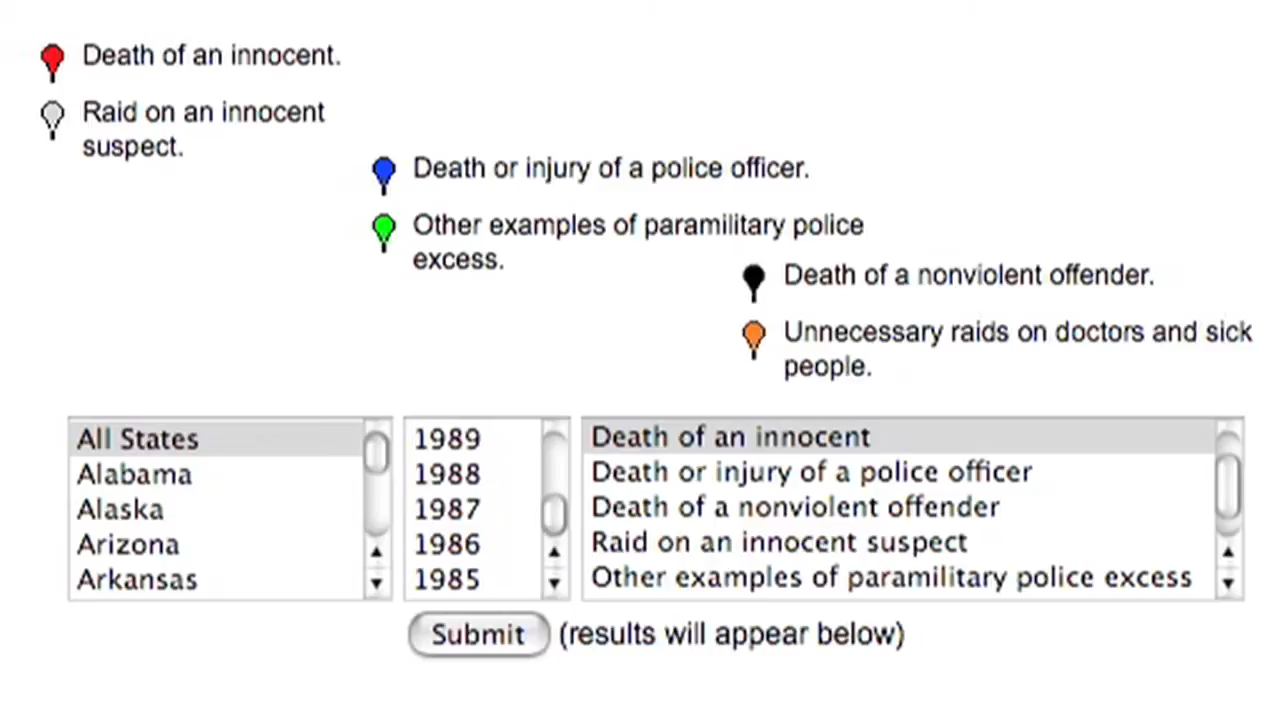 Death of an innocent.
Raid on an innocent
suspect.
Death or injury of a police officer.
Other examples of paramilitary police
excess.
Death of a nonviolent offender.
Unnecessary raids on doctors and sick
people.
All States
Alabama
Alaska
Arizona
Arkansas
1989
1988
1987
1986
1985
Death of an innocent
Death or injury of a police officer
Death of a nonviolent offender
Raid on an innocent suspect
Other examples of paramilitary police excess
Submit (results will appear below)